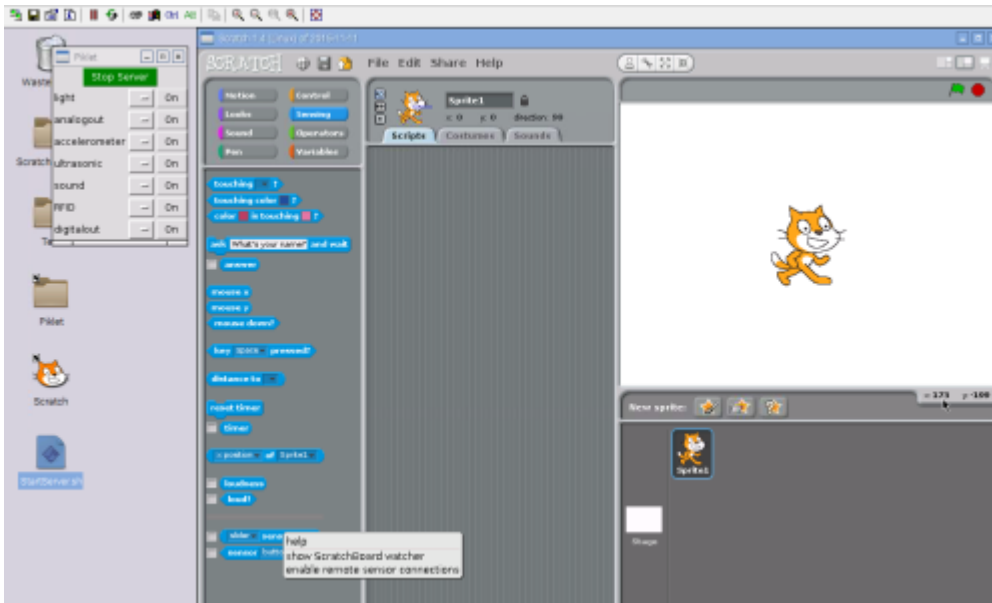 Piklet
Stop Server
light - On
analogout - On
accelerometer - On
ultrasonic - On
sound - On
RFID - On
digitalout - On
Piklet
Scratch
StartServer.sh
SCRATCH
File Edit Share Help
Motion Control
Looks Sensing
Sound Operators
Pen Variables
Sprite1
x: 0 y: 0 direction: 90
Scripts Costumes Sounds
touching ?
touching color ?
color is touching ?
ask What's your name? and wait
answer
mouse x
mouse y
mouse down?
key space pressed?
distance to
reset timer
timer
x position of Sprite1
loudness
loud?
slider
sensor
help
show ScratchBoard watcher
enable remote sensor connections
New sprite:
Sprite1
Stage